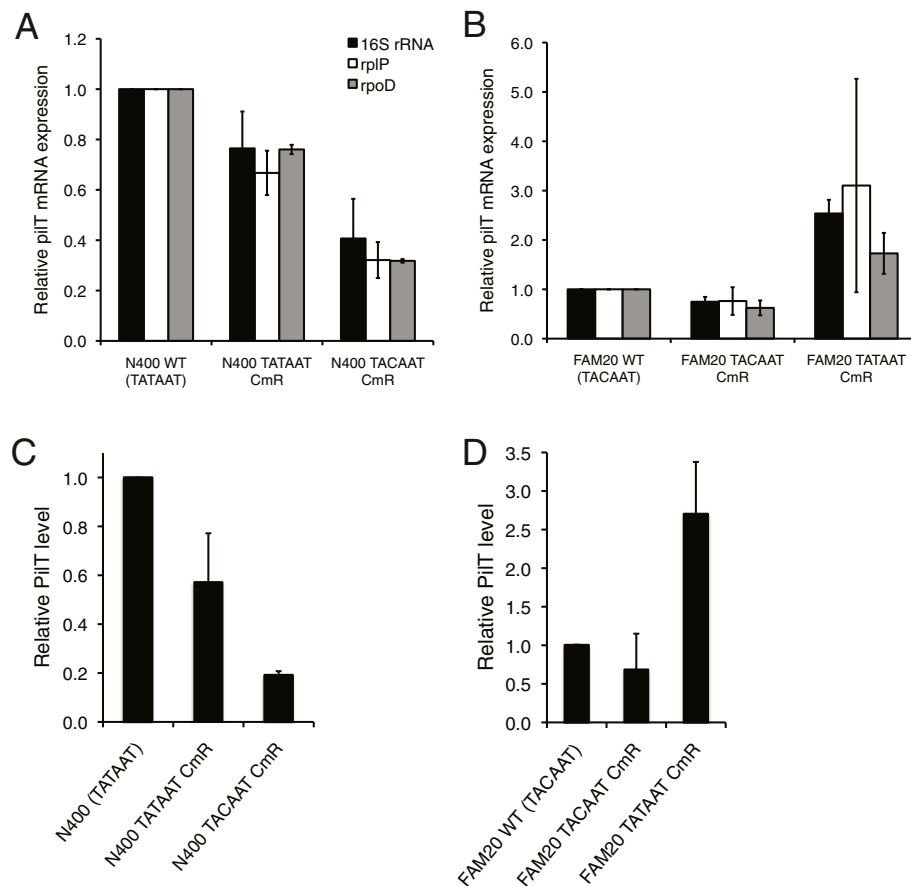 A
Relative pilT mRNA expression
1.2
1.0
0.8
0.6
0.4
0.2
0.0
16S rRNA
rplP
rpoD
N400 WT
(TATAAT)
N400 TATAAT
CmR
N400 TACAAT
CmR
B
Relative pilT mRNA expression
6.0
5.0
4.0
3.0
2.0
1.0
0.0
FAM20 WT
(TACAAT)
FAM20 TACAAT
CmR
FAM20 TATAAT
CmR
C
Relative PilT level
1.0
0.8
0.6
0.4
0.2
0.0
N400 (TATAAT)
N400 TATAAT CmR
N400 TACAAT CmR
D
Relative PilT level
3.5
3.0
2.5
2.0
1.5
1.0
0.5
0.0
FAM20 WT (TACAAT)
FAM20 TACAAT CmR
FAM20 TATAAT CmR